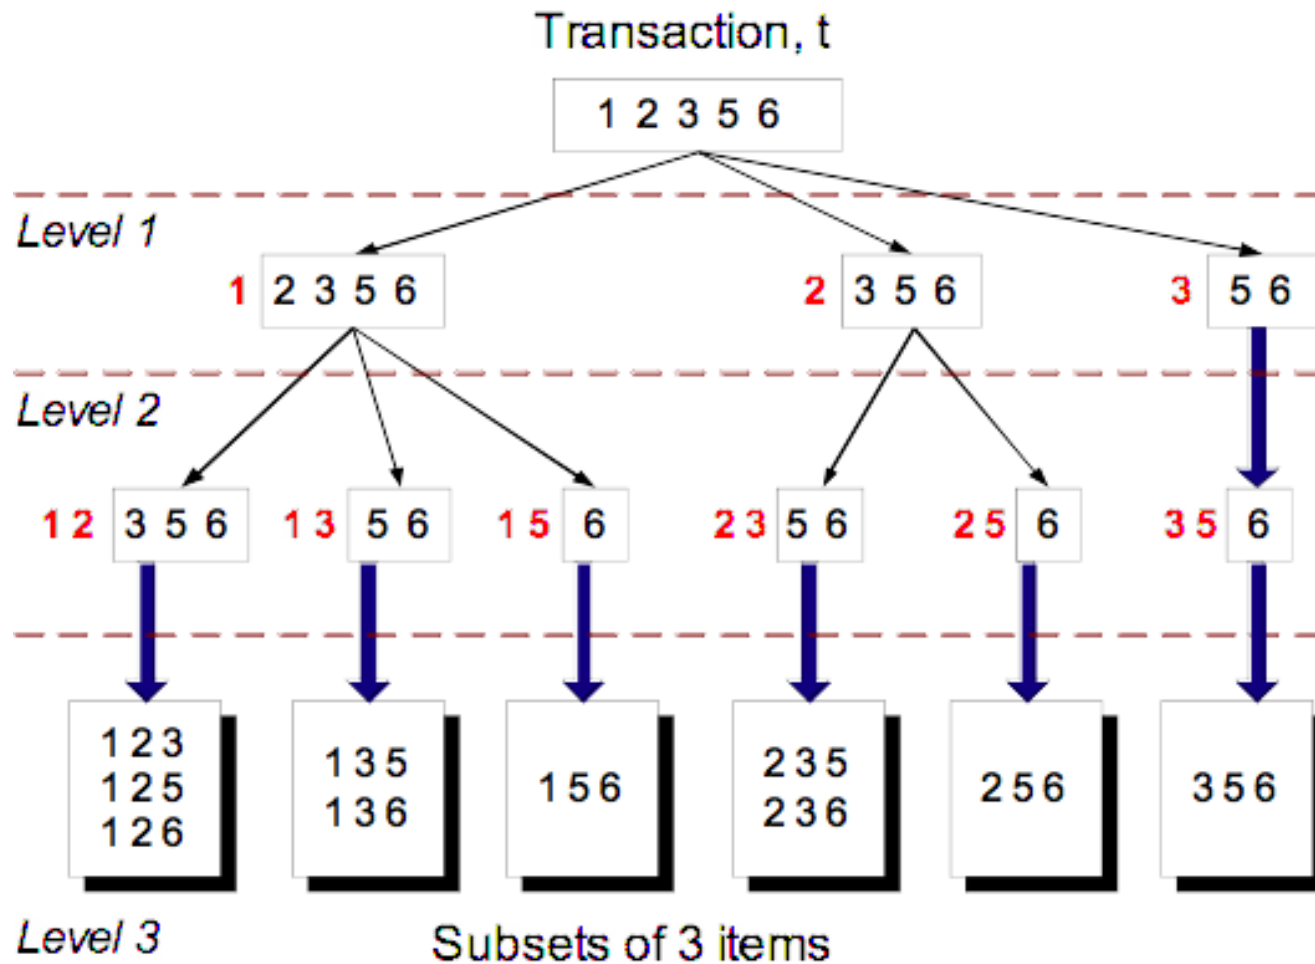 Transaction, t
1 2 3 5 6
Level 1
1 2 3 5 6
2 3 5 6
3 5 6
Level 2
1 2 3 5 6
1 3 5 6
1 5 6
2 3 5 6
2 5 6
3 5 6
1 2 3
1 2 5
1 2 6
1 3 5
1 3 6
1 5 6
2 3 5
2 3 6
2 5 6
3 5 6
Level 3
Subsets of 3 items